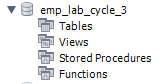 emp_lab_cycle_3
Tables
Views
Stored Procedures
Functions